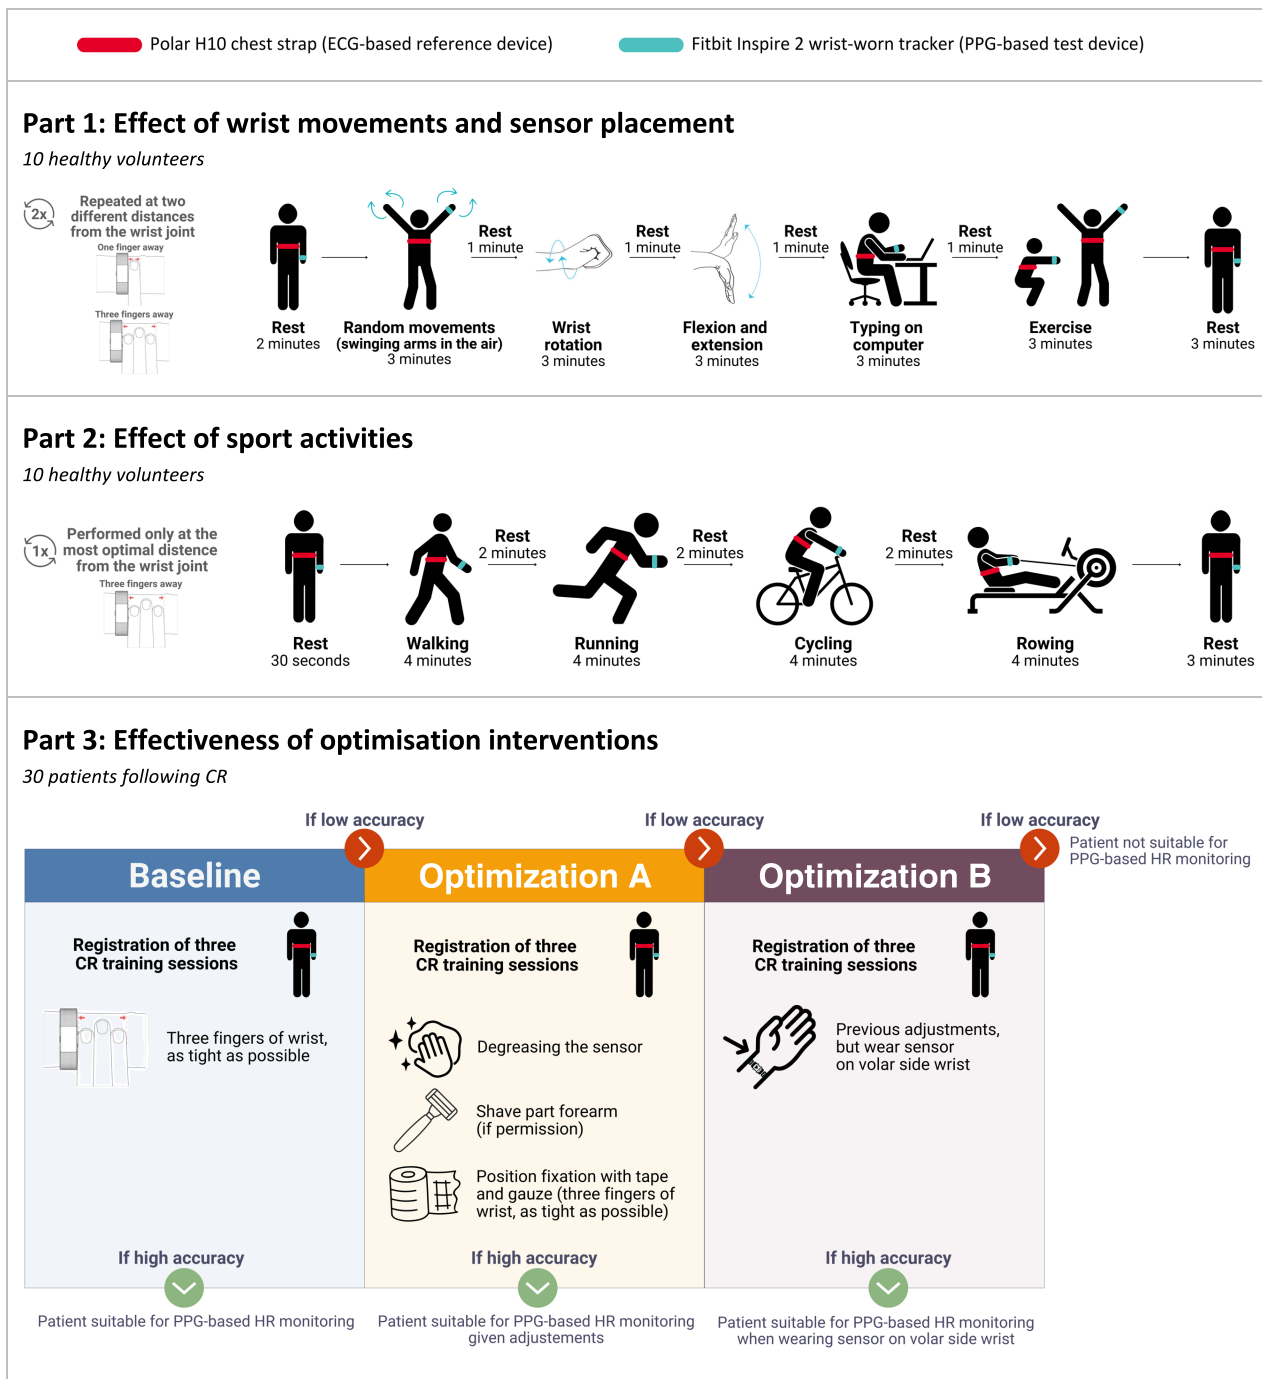 Polar H10 chest strap (ECG-based reference device)
Fitbit Inspire 2 wrist-worn tracker (PPG-based test device)
Part 1: Effect of wrist movements and sensor placement
10 healthy volunteers
2x
Repeated at two
different distances
from the wrist joint
One finger away
Three fingers away
Rest
2 minutes
Random movements
(swinging arms in the air)
3 minutes
Rest
1 minute
Wrist
rotation
3 minutes
Rest
1 minute
Flexion and
extension
3 minutes
Rest
1 minute
Typing on
computer
3 minutes
Rest
1 minute
Exercise
3 minutes
Rest
3 minutes
Part 2: Effect of sport activities
10 healthy volunteers
1x
Performed only at the
most optimal distence
from the wrist joint
Three fingers away
Rest
30 seconds
Walking
4 minutes
Rest
2 minutes
Running
4 minutes
Rest
2 minutes
Cycling
4 minutes
Rest
2 minutes
Rowing
4 minutes
Rest
3 minutes
Part 3: Effectiveness of optimisation interventions
30 patients following CR
If low accuracy
If low accuracy
If low accuracy
Patient not suitable for
PPG-based HR monitoring
Baseline
Registration of three
CR training sessions
Three fingers of wrist,
as tight as possible
If high accuracy
Patient suitable for PPG-based HR monitoring
Optimization A
Registration of three
CR training sessions
Degreasing the sensor
Shave part forearm
(if permission)
Position fixation with tape
and gauze (three fingers of
wrist, as tight as possible)
If high accuracy
Patient suitable for PPG-based HR monitoring
given adjustements
Optimization B
Registration of three
CR training sessions
Previous adjustments,
but wear sensor
on volar side wrist
If high accuracy
Patient suitable for PPG-based HR monitoring
when wearing sensor on volar side wrist